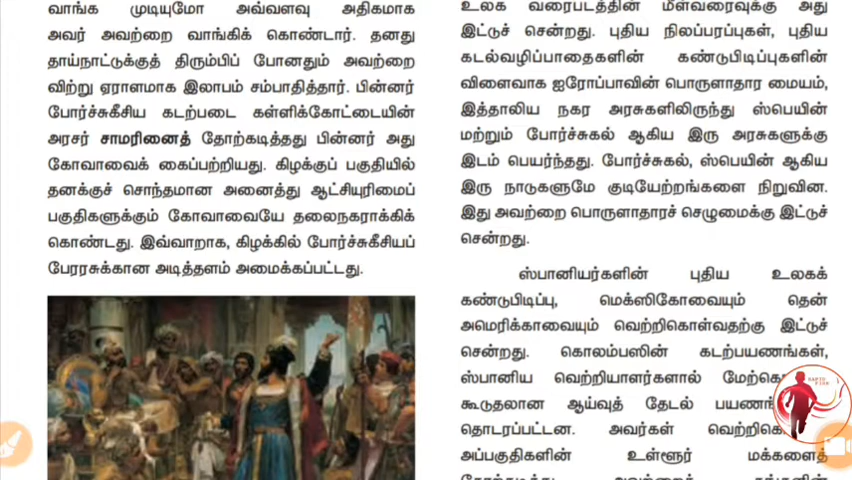 வாங்க முடியுமோ அவ்வளவு அதிகமாக
அவர் அவற்றை வாங்கிக் கொண்டார். தனது
தாய்நாட்டுக்குத் திரும்பிப் போனதும் அவற்றை
விற்று ஏராளமாக இலாபம் சம்பாதித்தார். பின்னர்
போர்ச்சுகீசிய கடற்படை கள்ளிக்கோட்டையின்
அரசர் சாமரினைத் தோற்கடித்தது பின்னர் அது
கோவாவைக் கைப்பற்றியது. கிழக்குப் பகுதியில்
தனக்குச் சொந்தமான அனைத்து ஆட்சியுரிமைப்
பகுதிகளுக்கும் கோவாவையே தலைநகராக்கிக்
கொண்டது. இவ்வாறாக, கிழக்கில் போர்ச்சுகீசியப்
பேரரசுக்கான அடித்தளம் அமைக்கப்பட்டது.
உலக வரைபடத்தின் மீள்வரைவுக்கு அது
இட்டுச் சென்றது. புதிய நிலப்பரப்புகள், புதிய
கடல்வழிப்பாதைகளின் கண்டுபிடிப்புகளின்
விளைவாக ஐரோப்பாவின் பொருளாதார மையம்,
இத்தாலிய நகர அரசுகளிலிருந்து ஸ்பெயின்
மற்றும் போர்ச்சுகல் ஆகிய இரு அரசுகளுக்கு
இடம் பெயர்ந்தது. போர்ச்சுகல், ஸ்பெயின் ஆகிய
இரு நாடுகளுமே குடியேற்றங்களை நிறுவின.
இது அவற்றை பொருளாதாரச் செழுமைக்கு இட்டுச்
சென்றது.
ஸ்பானியர்களின் புதிய உலகக்
கண்டுபிடிப்பு, மெக்ஸிகோவையும் தென்
அமெரிக்காவையும் வெற்றிகொள்வதற்கு இட்டுச்
சென்றது. கொலம்பஸின் கடற்பயணங்கள்,
ஸ்பானிய வெற்றியாளர்களால்
கூடுதலான ஆய்வுத் தேடல்
தொடரப்பட்டன. அவர்கள்
அப்பகுதிகளின் உள்ளூர் மக்களைத்